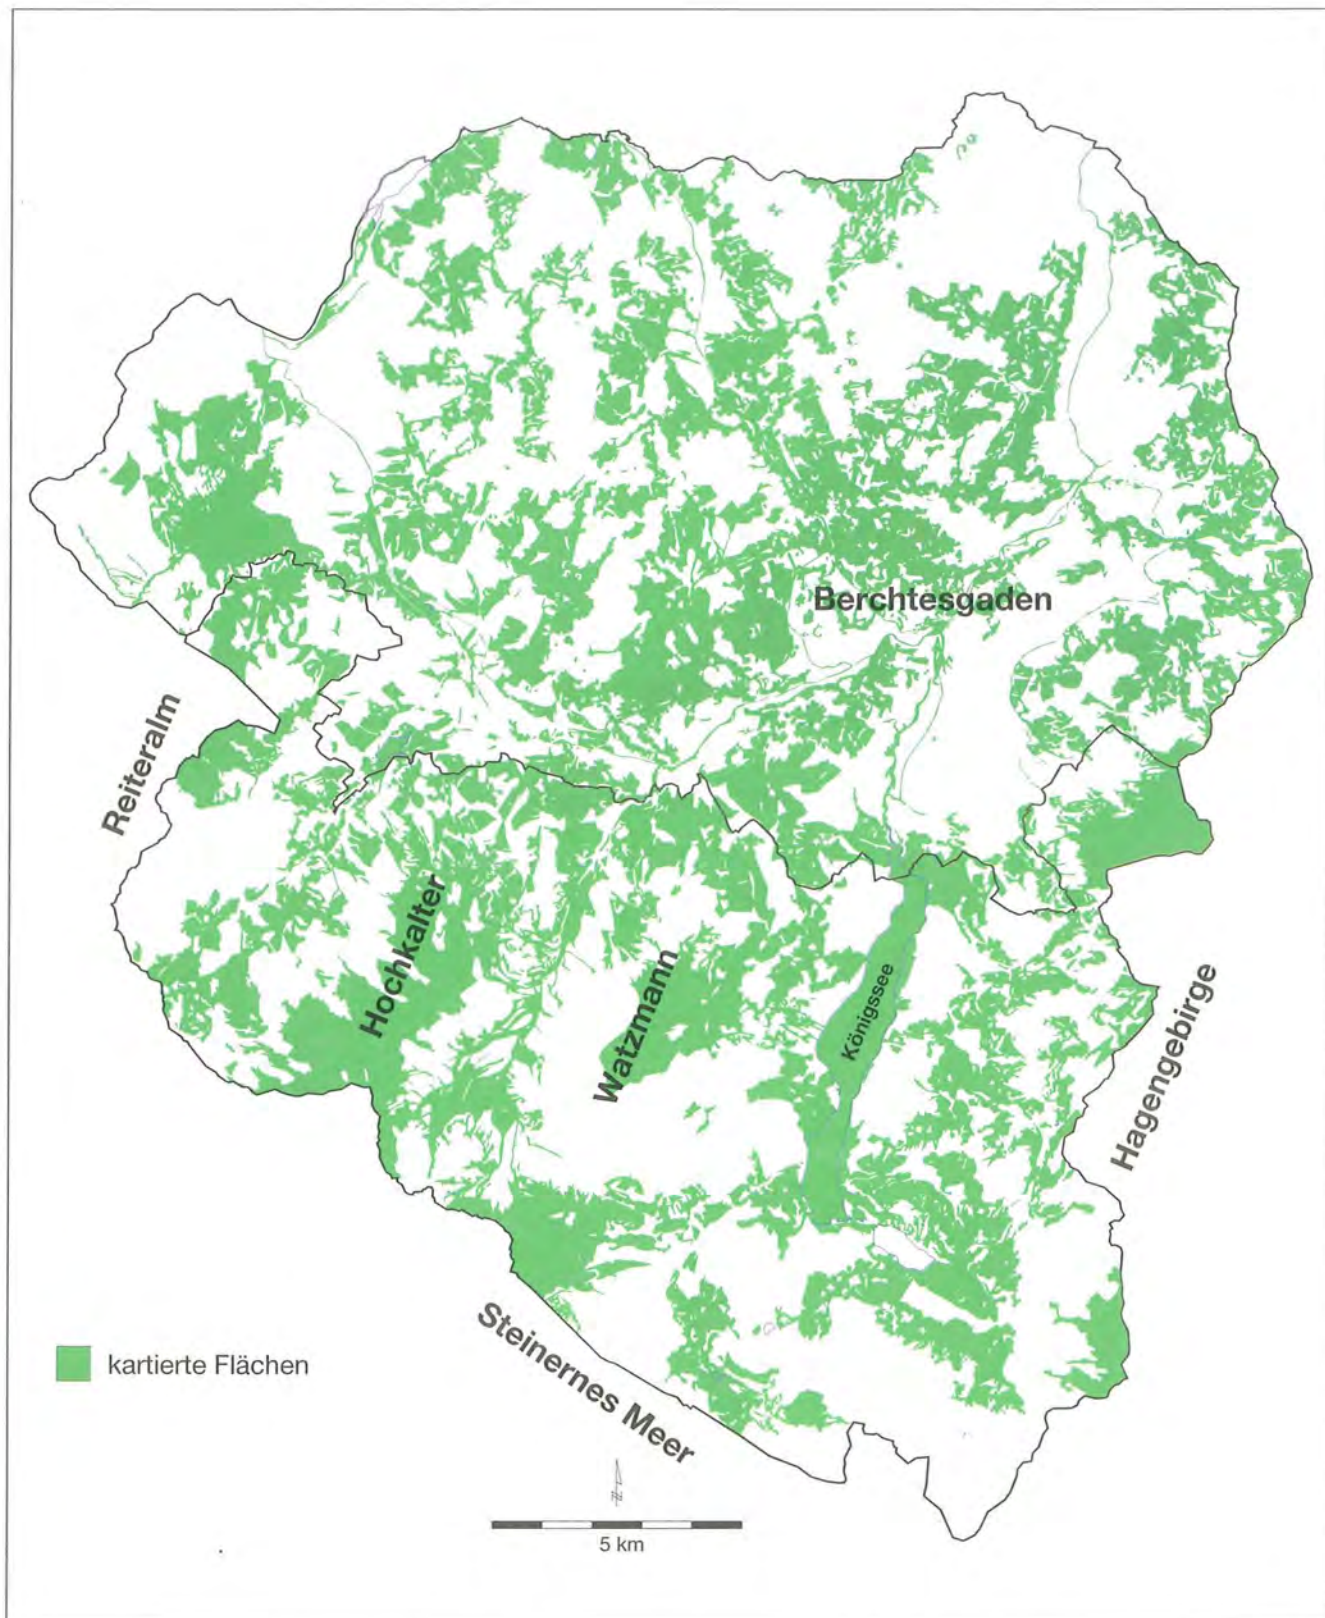 Berchtesgaden
Reiteralm
Hochkalter
Watzmann
Königssee
Hagengebirge
Steinernes Meer
kartierte Flächen
5 km